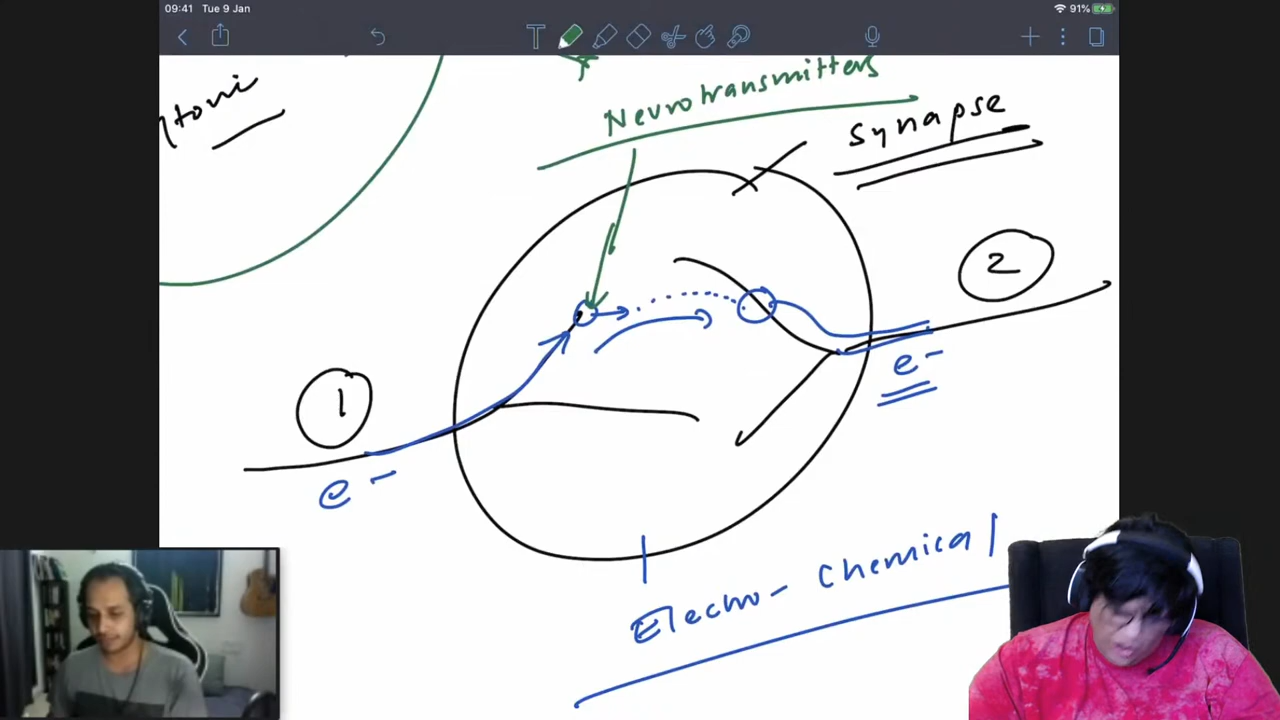 09:41 Tue 9 Jan
91%
T
Neurotransmitters
Synapse
2
1
e-
e-
Electro-Chemical